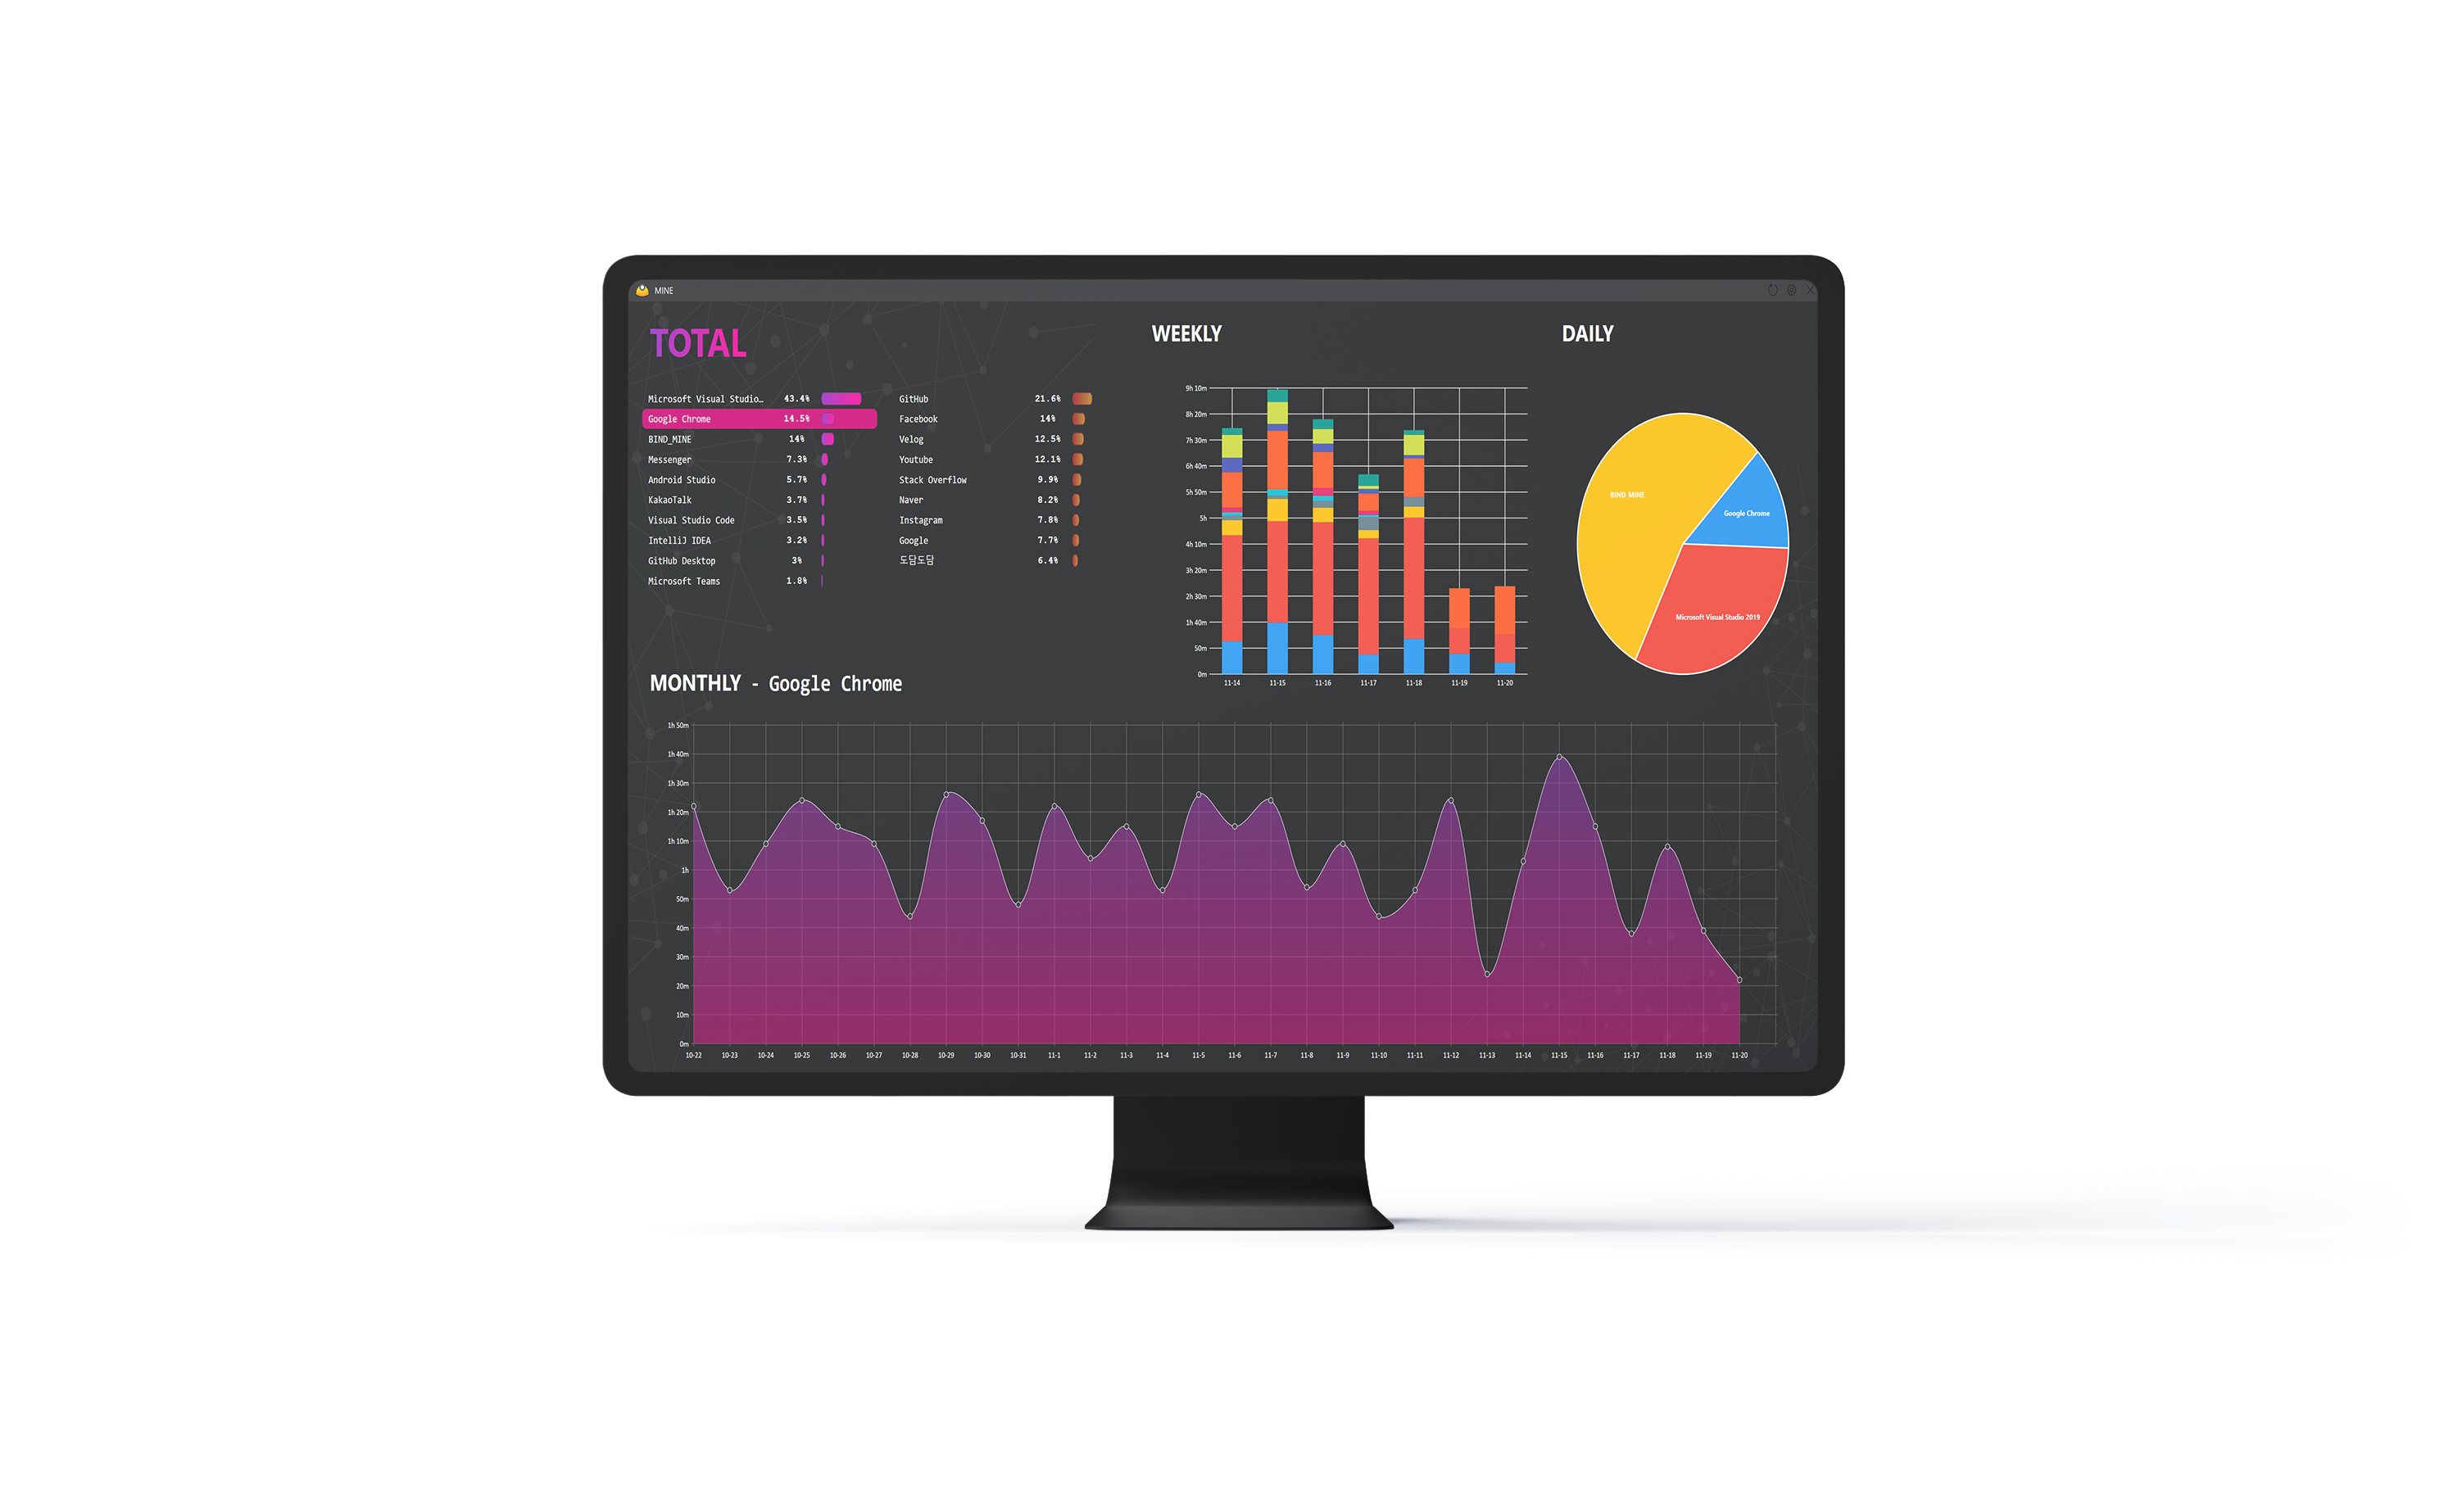 MINE
TOTAL
Microsoft Visual Studio… 43.4%
Google Chrome 14.5%
BIND_MINE 14%
Messenger 7.3%
Android Studio 5.7%
KakaoTalk 3.7%
Visual Studio Code 3.5%
IntelliJ IDEA 3.2%
GitHub Desktop 3%
Microsoft Teams 1.8%
GitHub 21.6%
Facebook 14%
Velog 12.5%
Youtube 12.1%
Stack Overflow 9.9%
Naver 8.2%
Instagram 7.8%
Google 7.7%
도담도담 6.4%
WEEKLY
9h 10m
8h 20m
7h 30m
6h 40m
5h 50m
5h
4h 10m
3h 20m
2h 30m
1h 40m
50m
0m
11-14 11-15 11-16 11-17 11-18 11-19 11-20
DAILY
BIND_MINE
Google Chrome
Microsoft Visual Studio 2019
MONTHLY - Google Chrome
1h 50m
1h 40m
1h 30m
1h 20m
1h 10m
1h
50m
40m
30m
20m
10m
0m
10-22 10-23 10-24 10-25 10-26 10-27 10-28 10-29 10-30 10-31 11-1 11-2 11-3 11-4 11-5 11-6 11-7 11-8 11-9 11-10 11-11 11-12 11-13 11-14 11-15 11-16 11-17 11-18 11-19 11-20